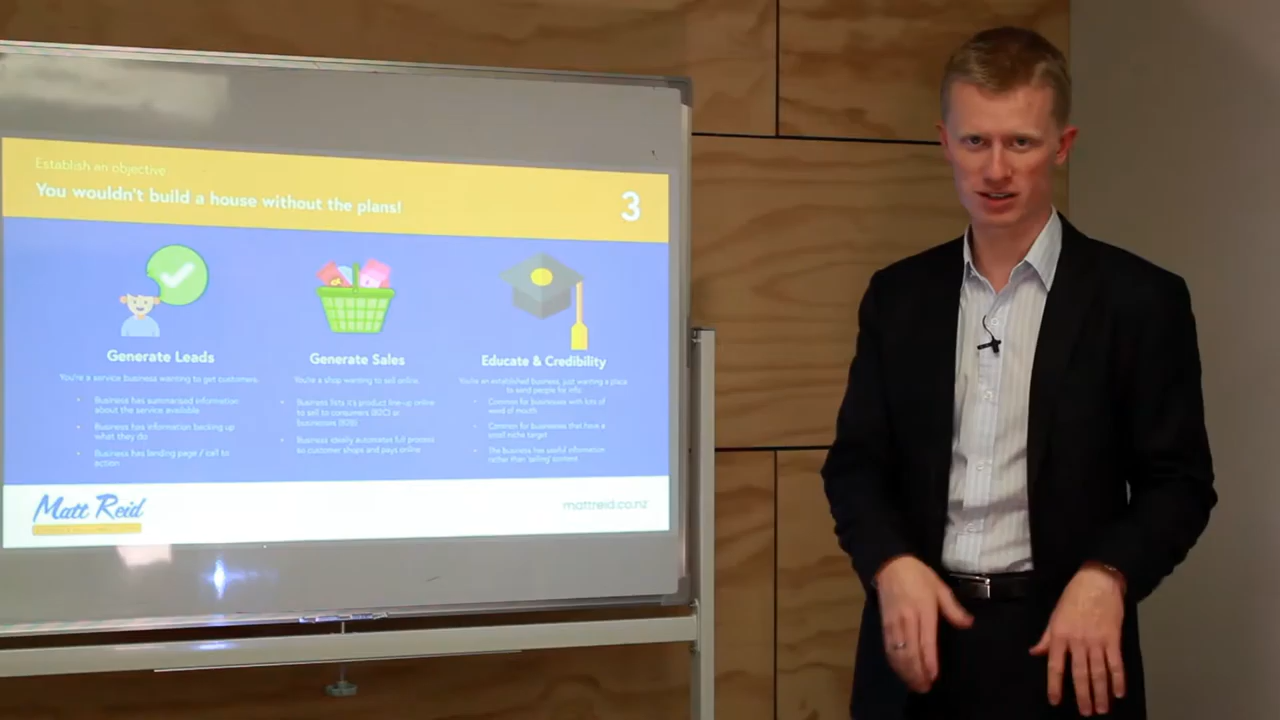 Establish an objective
You wouldn't build a house without the plans!
3
Generate Leads
You're a service business wanting to get customers.
• Business has summarised information
about the service available
• Business has information backing up
what they do
• Business has landing page / call to
action
Generate Sales
You're a shop wanting to sell online.
• Business lists it's product line-up online
to sell to consumers (B2C) or
businesses (B2B)
• Business ideally automate full process
so customer shops and pays online
Educate & Credibility
You're an established business, just wanting a place
to send people for info
• Common for businesses with lots of
word of mouth
• Common for businesses that have a
small niche target
• The business has useful information
rather than 'selling' content
Matt Reid
mattreid.co.nz